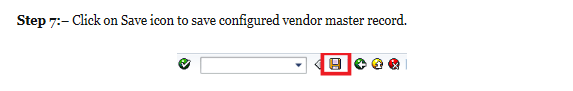 Step 7:– Click on Save icon to save configured vendor master record.